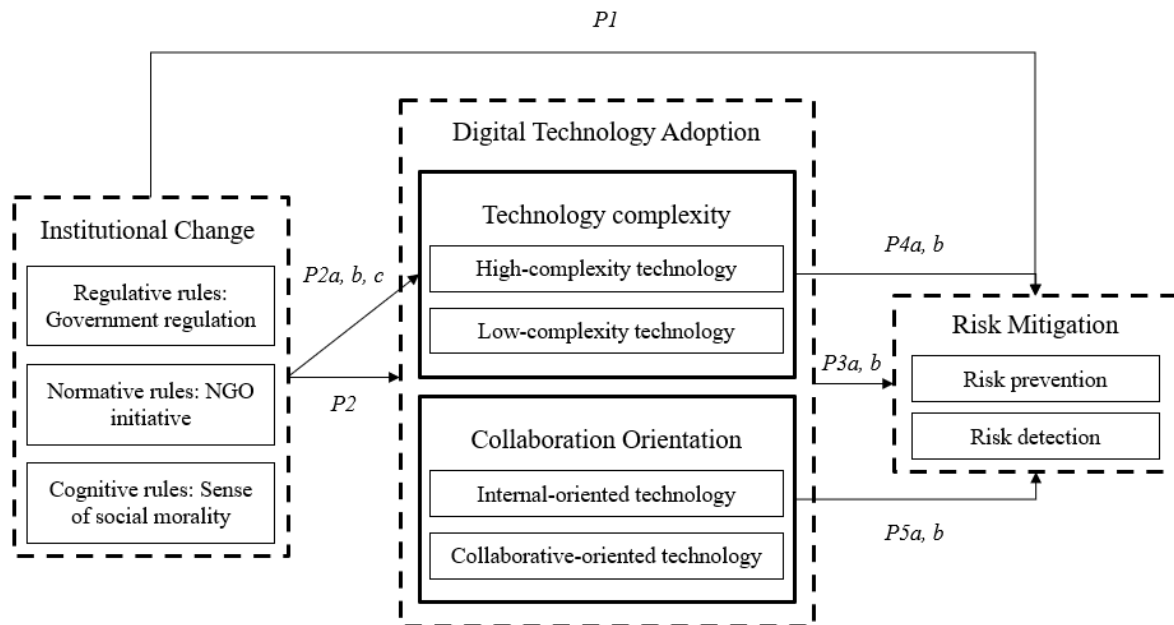 P1
Digital Technology Adoption
Institutional Change
Regulative rules:
Government regulation
Normative rules: NGO
initiative
Cognitive rules: Sense
of social morality
P2a, b, c
P2
Technology complexity
High-complexity technology
Low-complexity technology
Collaboration Orientation
Internal-oriented technology
Collaborative-oriented technology
P4a, b
P3a, b
P5a, b
Risk Mitigation
Risk prevention
Risk detection